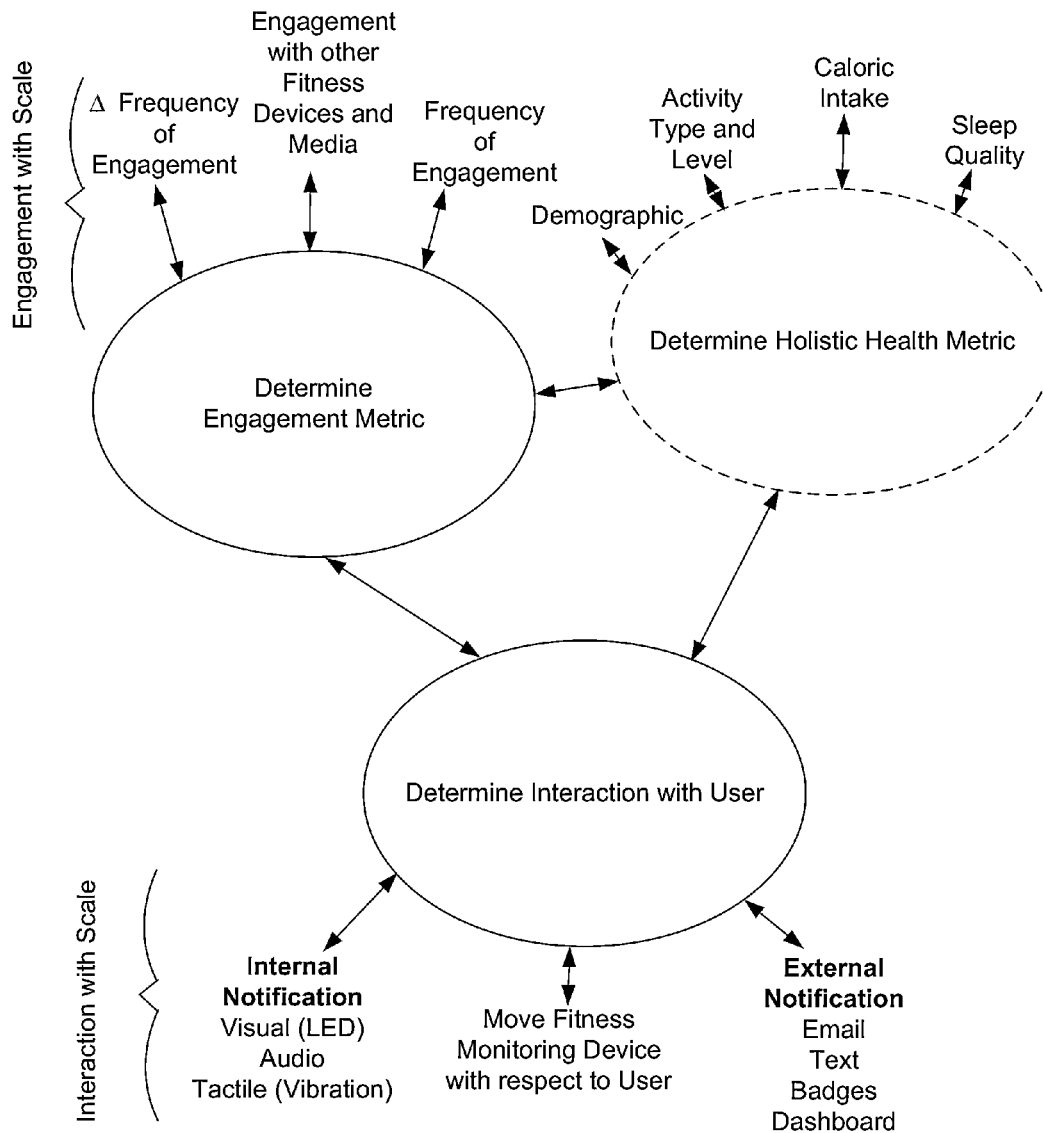 Engagement with Scale
Δ Frequency
of
Engagement
Engagement
with other
Fitness
Devices and
Media
Frequency
of
Engagement
Demographic
Activity
Type and
Level
Caloric
Intake
Sleep
Quality
Determine
Engagement Metric
Determine Holistic Health Metric
Determine Interaction with User
Interaction with Scale
Internal
Notification
Visual (LED)
Audio
Tactile (Vibration)
Move Fitness
Monitoring Device
with respect to User
External
Notification
Email
Text
Badges
Dashboard